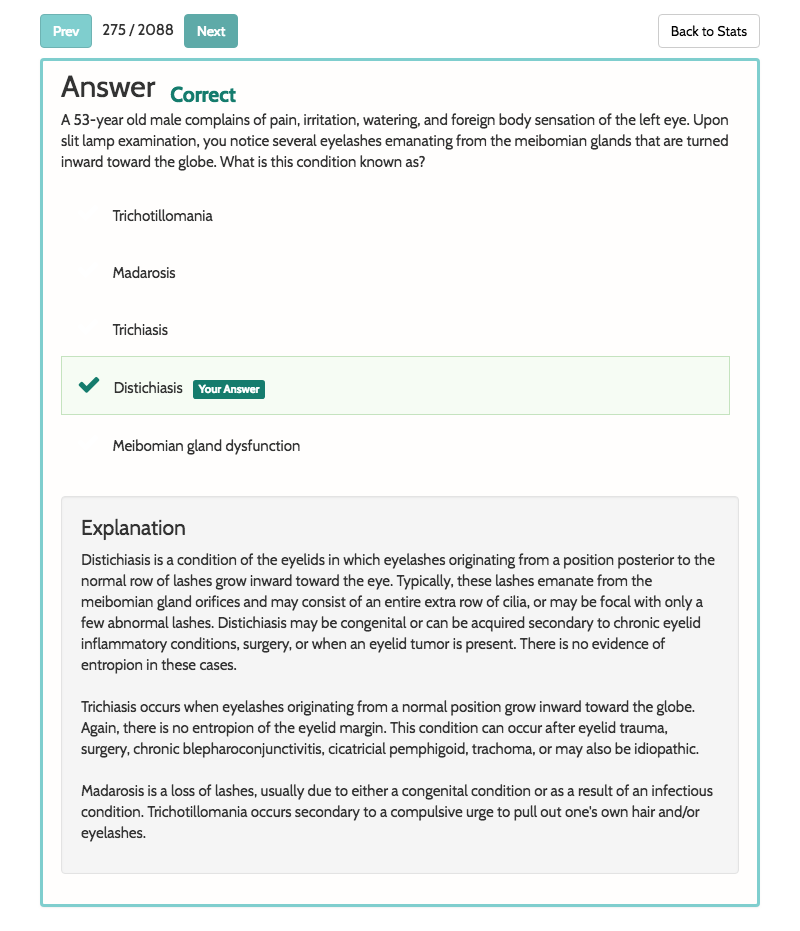 Prev 275 / 2088 Next Back to Stats
Answer Correct
A 53-year old male complains of pain, irritation, watering, and foreign body sensation of the left eye. Upon
slit lamp examination, you notice several eyelashes emanating from the meibomian glands that are turned
inward toward the globe. What is this condition known as?
Trichotillomania
Madarosis
Trichiasis
Distichiasis Your Answer
Meibomian gland dysfunction
Explanation
Distichiasis is a condition of the eyelids in which eyelashes originating from a position posterior to the
normal row of lashes grow inward toward the eye. Typically, these lashes emanate from the
meibomian gland orifices and may consist of an entire extra row of cilia, or may be focal with only a
few abnormal lashes. Distichiasis may be congenital or can be acquired secondary to chronic eyelid
inflammatory conditions, surgery, or when an eyelid tumor is present. There is no evidence of
entropion in these cases.
Trichiasis occurs when eyelashes originating from a normal position grow inward toward the globe.
Again, there is no entropion of the eyelid margin. This condition can occur after eyelid trauma,
surgery, chronic blepharoconjunctivitis, cicatricial pemphigoid, trachoma, or may also be idiopathic.
Madarosis is a loss of lashes, usually due to either a congenital condition or as a result of an infectious
condition. Trichotillomania occurs secondary to a compulsive urge to pull out one's own hair and/or
eyelashes.